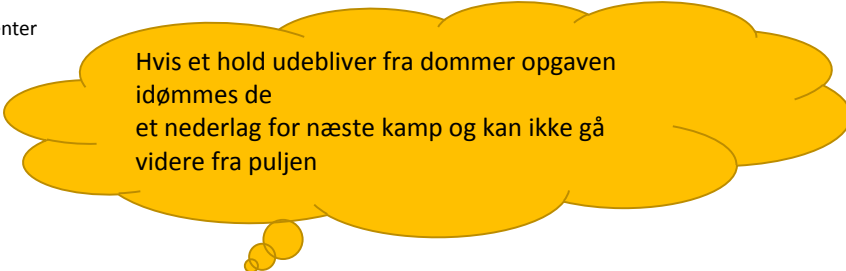 nter
Hvis et hold udebliver fra dommer opgaven
idømmes de
et nederlag for næste kamp og kan ikke gå
videre fra puljen